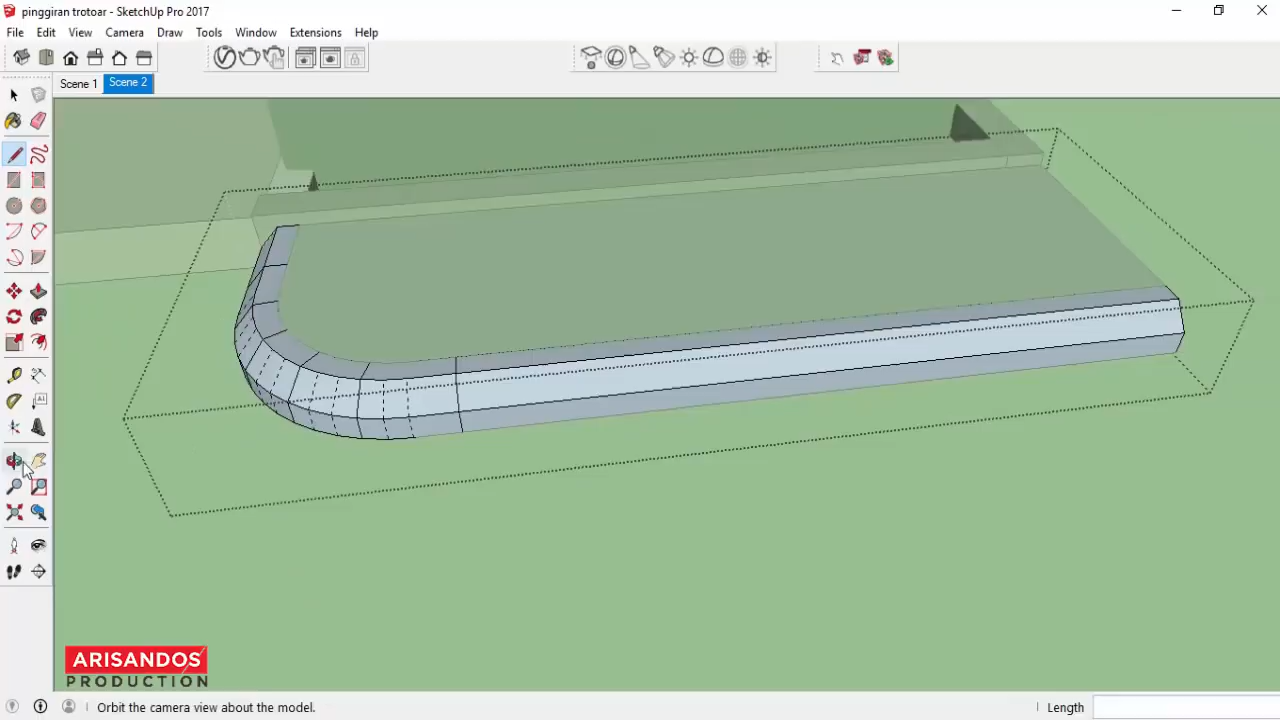 pinggiran trotoar - SketchUp Pro 2017
File Edit View Camera Draw Tools Window Extensions Help
Scene 1 Scene 2
ARISANDOS
PRODUCTION
Orbit the camera view about the model.
Length